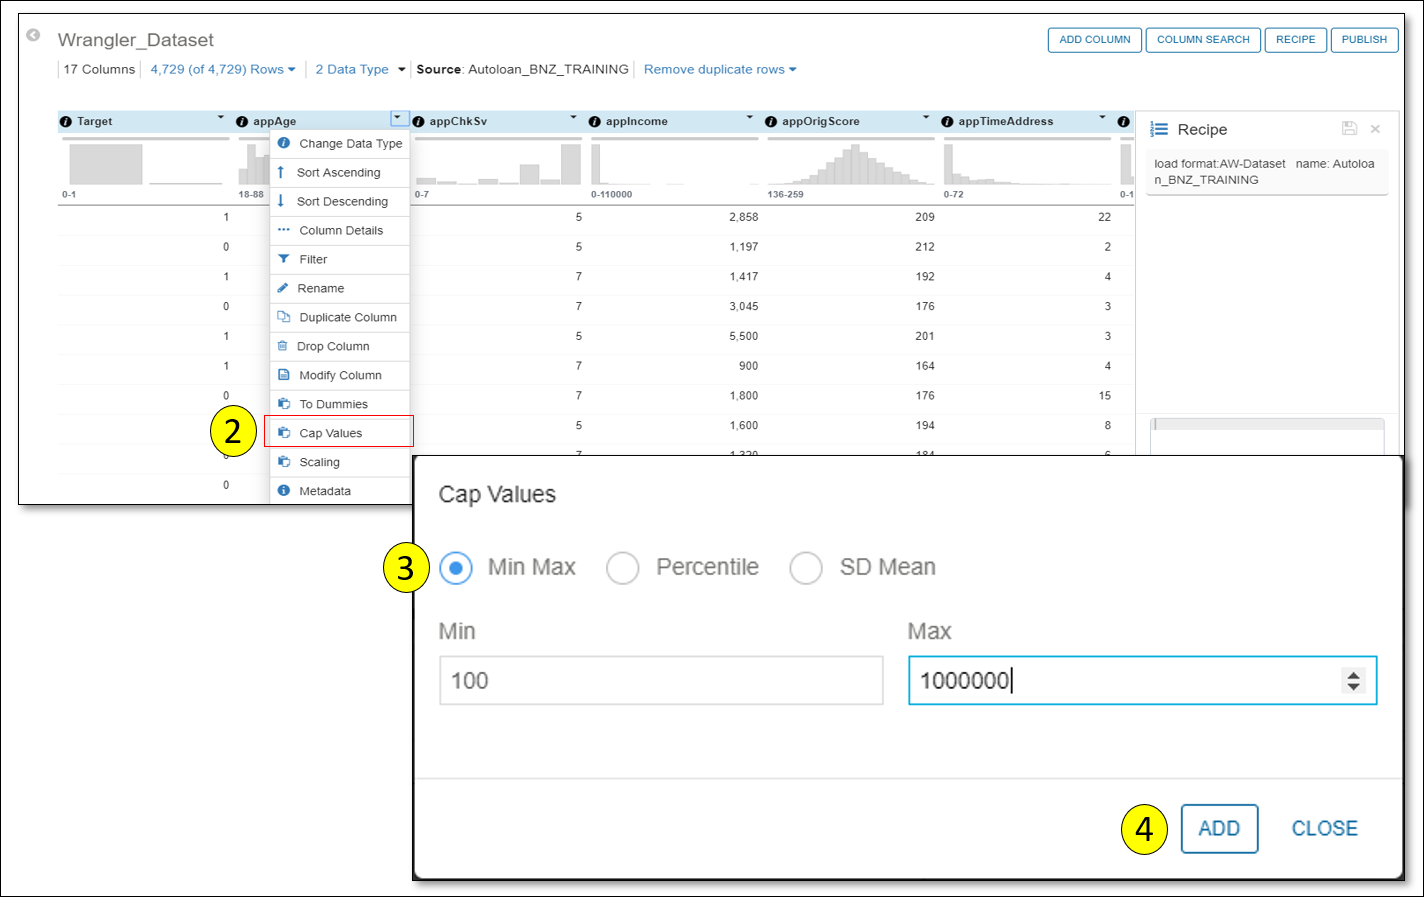 Wrangler_Dataset
ADD COLUMN COLUMN SEARCH RECIPE PUBLISH
17 Columns 4,729 (of 4,729) Rows 2 Data Type Source: Autoloan_BNZ_TRAINING Remove duplicate rows
Target appAge appChkSv appIncome appOrigScore appTimeAddress
0-1 18-88 0-7 0-110000 136-259 0-72 0-1
1 5 2,858 209 22
0 5 1,197 212 2
1 7 1,417 192 4
0 7 3,045 176 3
1 5 5,500 201 3
1 7 900 164 4
0 7 1,800 176 15
5 1,600 194 8
0
Change Data Type
Sort Ascending
Sort Descending
Column Details
Filter
Rename
Duplicate Column
Drop Column
Modify Column
To Dummies
2 Cap Values
Scaling
Metadata
Recipe
load format:AW-Dataset name: Autoloa
n_BNZ_TRAINING
Cap Values
3 Min Max Percentile SD Mean
Min Max
100 1000000
4 ADD CLOSE